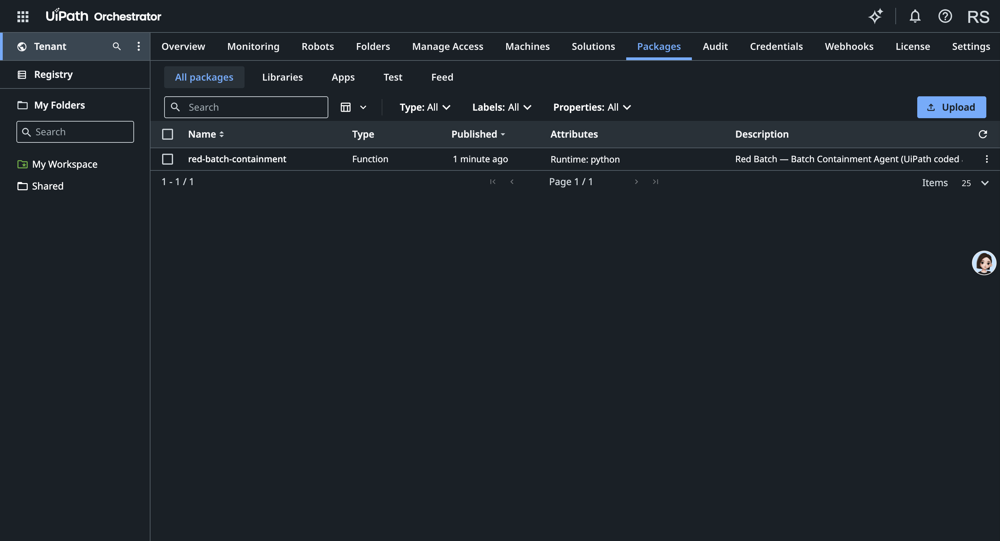 UiPath Orchestrator
RS
Tenant
Overview Monitoring Robots Folders Manage Access Machines Solutions Packages Audit Credentials Webhooks License Settings
Registry
All packages Libraries Apps Test Feed
My Folders
Search
Search Type: All Labels: All Properties: All Upload
Name Type Published Attributes Description
red-batch-containment Function 1 minute ago Runtime: python Red Batch — Batch Containment Agent (UiPath coded
My Workspace
Shared
1 - 1 / 1 Page 1 / 1 Items 25